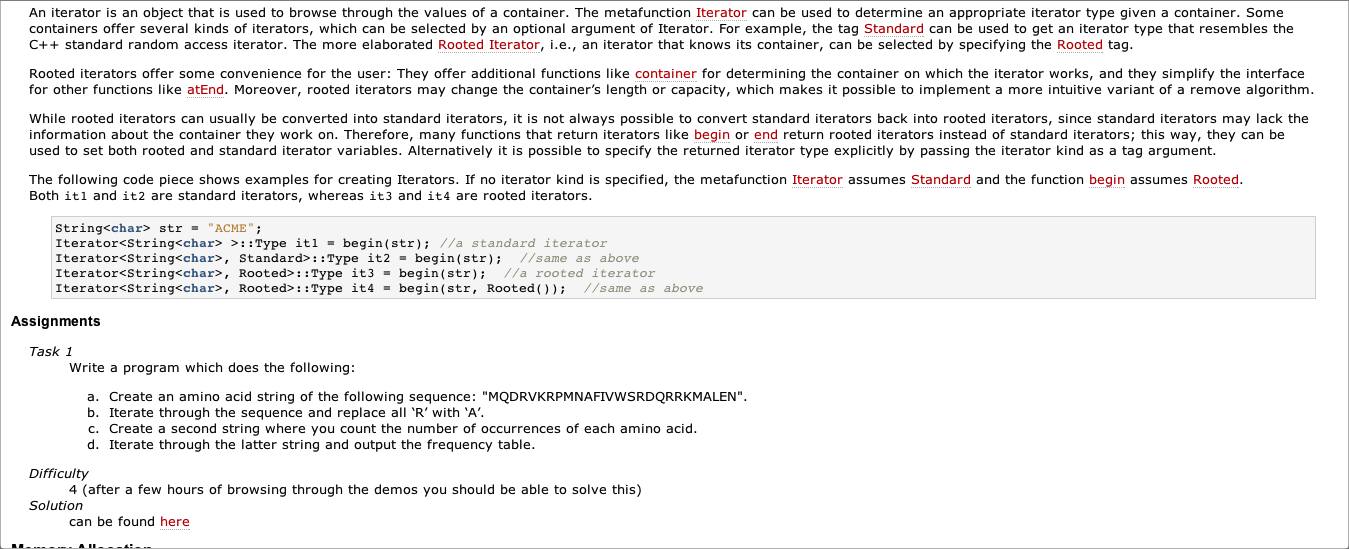 An iterator is an object that is used to browse through the values of a container. The metafunction Iterator can be used to determine an appropriate iterator type given a container. Some
containers offer several kinds of iterators, which can be selected by an optional argument of Iterator. For example, the tag Standard can be used to get an iterator type that resembles the
C++ standard random access iterator. The more elaborated Rooted Iterator, i.e., an iterator that knows its container, can be selected by specifying the Rooted tag.
Rooted iterators offer some convenience for the user: They offer additional functions like container for determining the container on which the iterator works, and they simplify the interface
for other functions like atEnd. Moreover, rooted iterators may change the container’s length or capacity, which makes it possible to implement a more intuitive variant of a remove algorithm.
While rooted iterators can usually be converted into standard iterators, it is not always possible to convert standard iterators back into rooted iterators, since standard iterators may lack the
information about the container they work on. Therefore, many functions that return iterators like begin or end return rooted iterators instead of standard iterators; this way, they can be
used to set both rooted and standard iterator variables. Alternatively it is possible to specify the returned iterator type explicitly by passing the iterator kind as a tag argument.
The following code piece shows examples for creating Iterators. If no iterator kind is specified, the metafunction Iterator assumes Standard and the function begin assumes Rooted.
Both it1 and it2 are standard iterators, whereas it3 and it4 are rooted iterators.
String<char> str = "ACME";
Iterator<String<char> >::Type it1 = begin(str); //a standard iterator
Iterator<String<char>, Standard>::Type it2 = begin(str);  //same as above
Iterator<String<char>, Rooted>::Type it3 = begin(str);  //a rooted iterator
Iterator<String<char>, Rooted>::Type it4 = begin(str, Rooted());  //same as above
Assignments
Task 1
Write a program which does the following:
a. Create an amino acid string of the following sequence: "MQDRVKRPMNAFIVWSRDQRRKMALEN".
b. Iterate through the sequence and replace all ‘R’ with ‘A’.
c. Create a second string where you count the number of occurrences of each amino acid.
d. Iterate through the latter string and output the frequency table.
Difficulty
4 (after a few hours of browsing through the demos you should be able to solve this)
Solution
can be found here
Memory Allocation